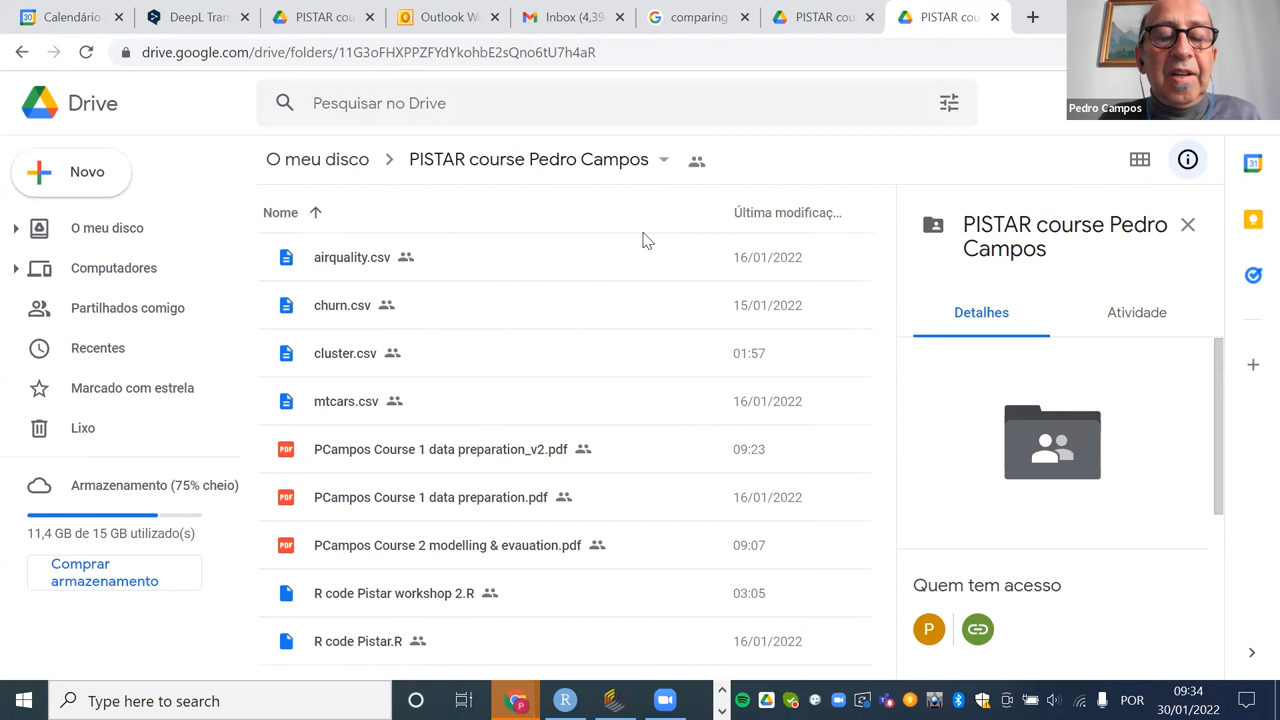 Calendário
DeepL Tran
PISTAR cou
Outlook We
Inbox (4,39
comparing
PISTAR cou
PISTAR cou
drive.google.com/drive/folders/11G3oFHXPPZFYdYkohbE2sQno6tU7h4aR
Pedro Campos
Drive
Pesquisar no Drive
Novo
O meu disco
PISTAR course Pedro Campos
Nome
Última modificaç...
O meu disco
Computadores
Partilhados comigo
Recentes
Marcado com estrela
Lixo
Armazenamento (75% cheio)
11,4 GB de 15 GB utilizado(s)
Comprar
armazenamento
airquality.csv
16/01/2022
churn.csv
15/01/2022
cluster.csv
01:57
mtcars.csv
16/01/2022
PCampos Course 1 data preparation_v2.pdf
09:23
PCampos Course 1 data preparation.pdf
16/01/2022
PCampos Course 2 modelling & evauation.pdf
09:07
R code Pistar workshop 2.R
03:05
R code Pistar.R
16/01/2022
PISTAR course Pedro
Campos
Detalhes
Atividade
Quem tem acesso
P
31
Type here to search
POR
09:34
30/01/2022